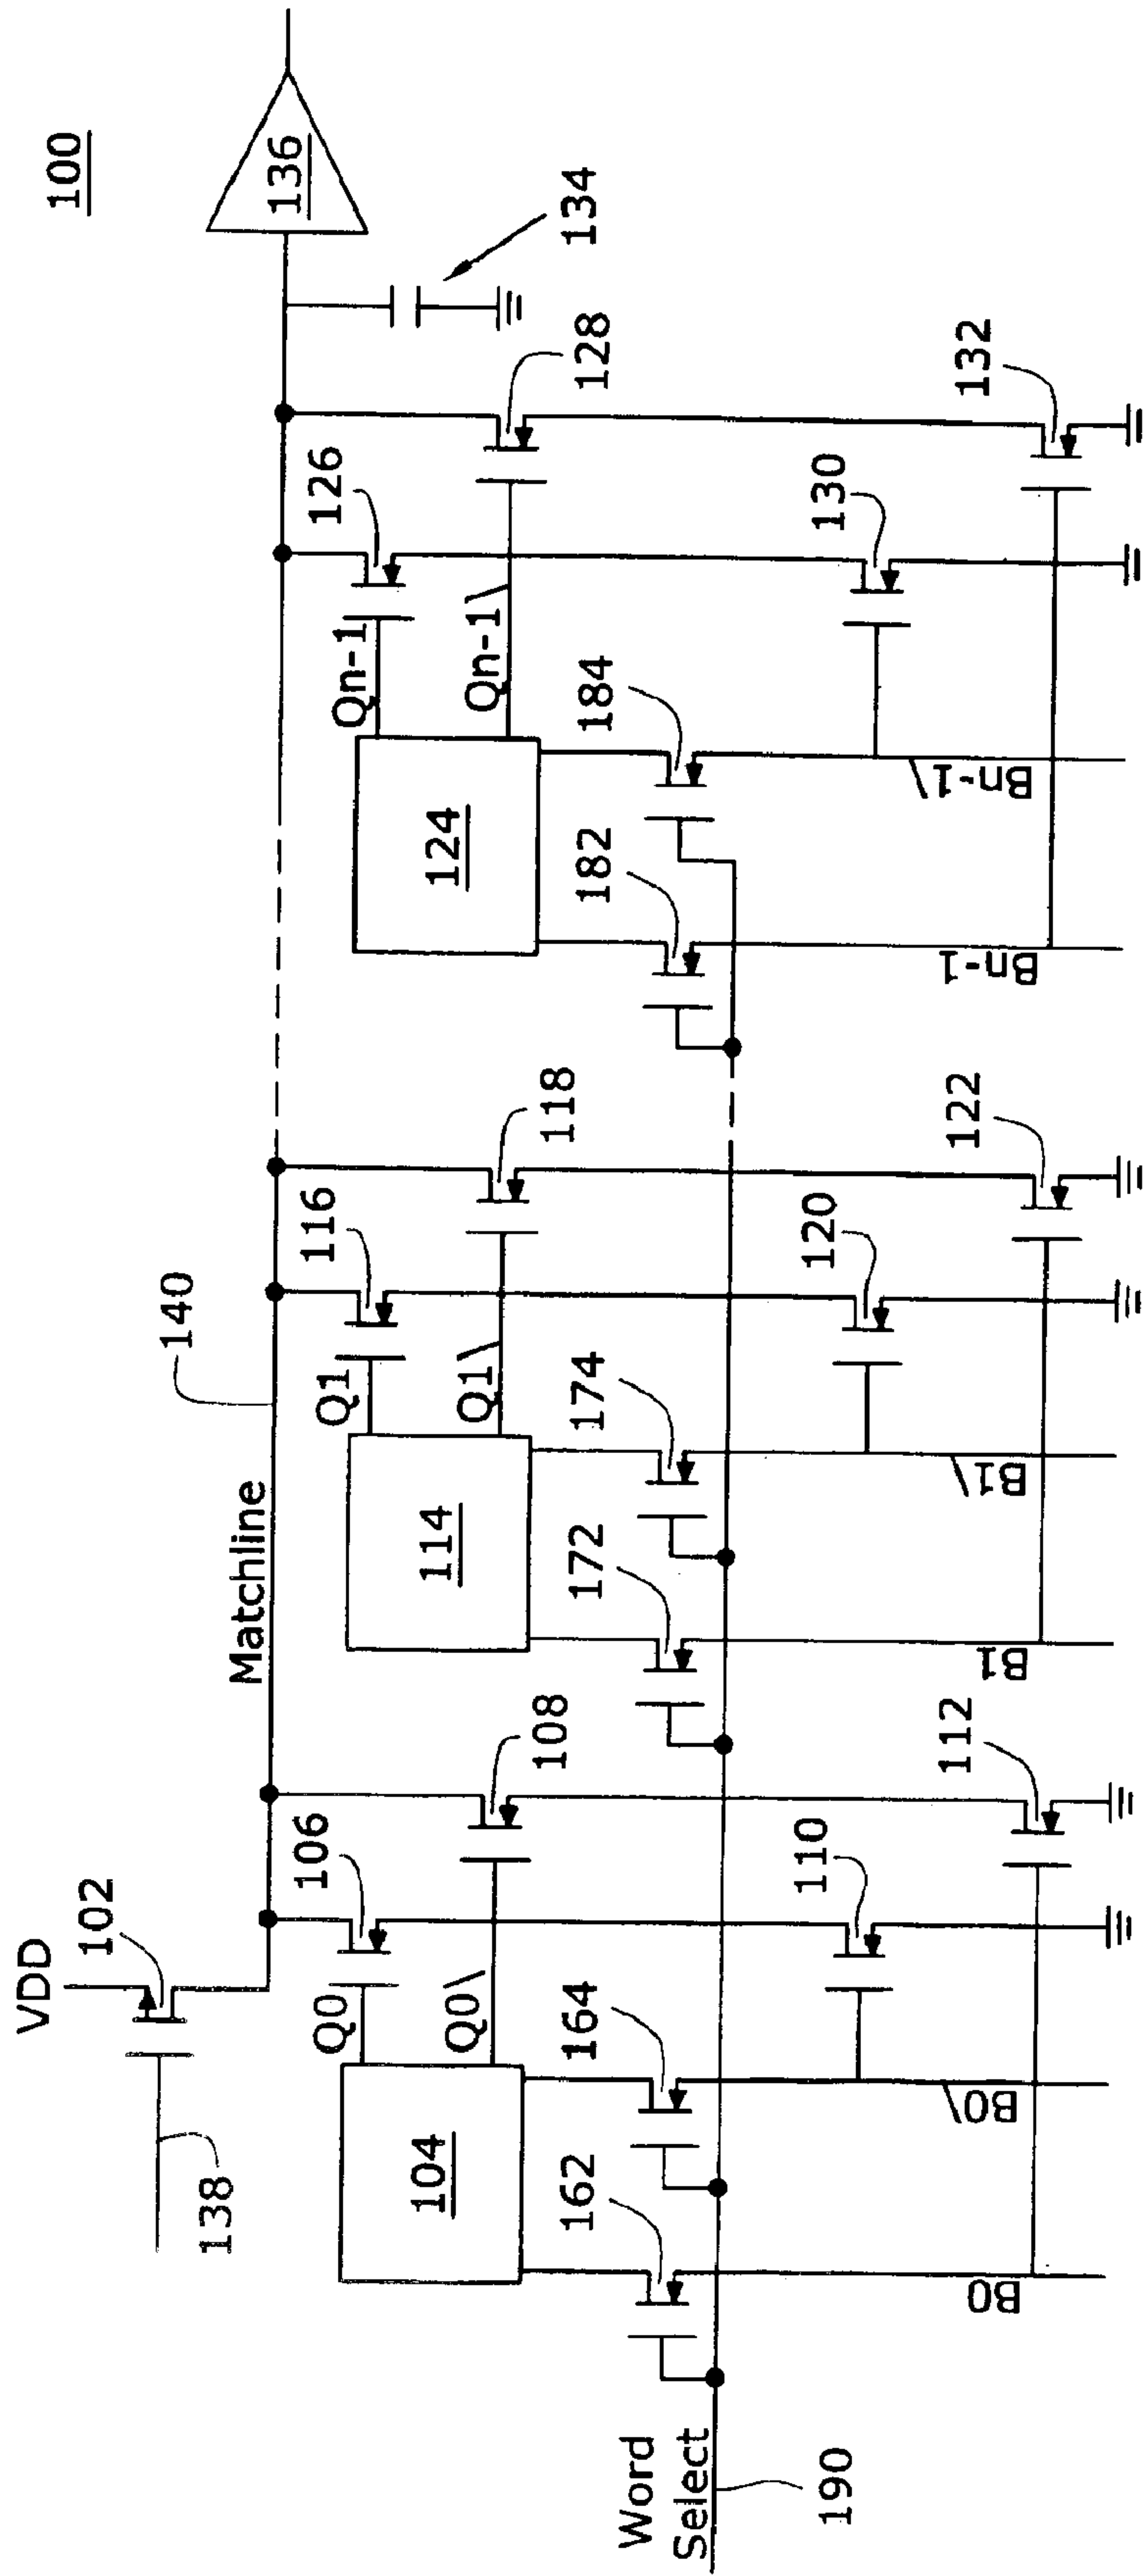 100
VDD
102
138
Matchline
140
136
134
104
Q0
Q0\
106
108
110
112
162
164
B0
B0\
114
Q1
Q1\
116
118
120
122
172
174
B1
B1\
124
Qn-1
Qn-1\
126
128
130
132
182
184
Bn-1
Bn-1\
Word
Select
190